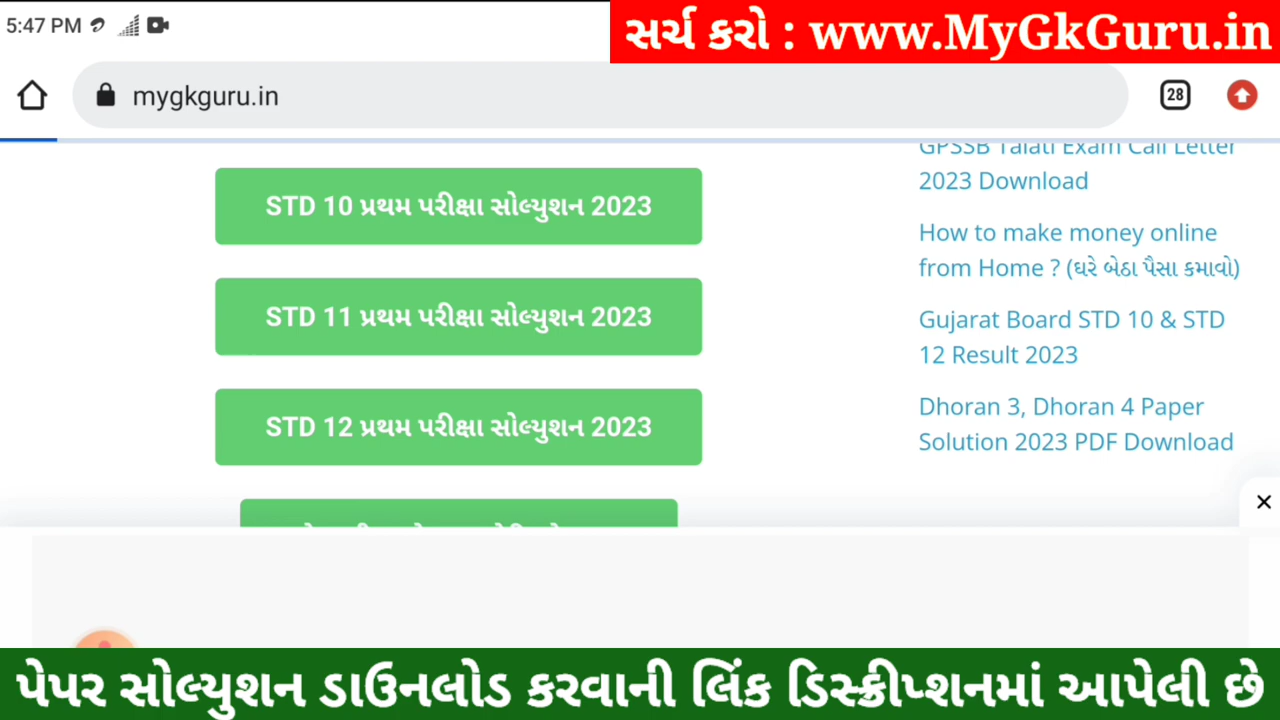 5:47 PM
સર્ચ કરો : www.MyGkGuru.in
mygkguru.in
28
STD 10 પ્રથમ પરીક્ષા સોલ્યુશન 2023
STD 11 પ્રથમ પરીક્ષા સોલ્યુશન 2023
STD 12 પ્રથમ પરીક્ષા સોલ્યુશન 2023
GPSSB Talati Exam Call Letter
2023 Download
How to make money online
from Home ? (ઘરે બેઠા પૈસા કમાવો)
Gujarat Board STD 10 & STD
12 Result 2023
Dhoran 3, Dhoran 4 Paper
Solution 2023 PDF Download
પેપર સોલ્યુશન ડાઉનલોડ કરવાની લિંક ડિસ્ક્રીપ્શનમાં આપેલી છે